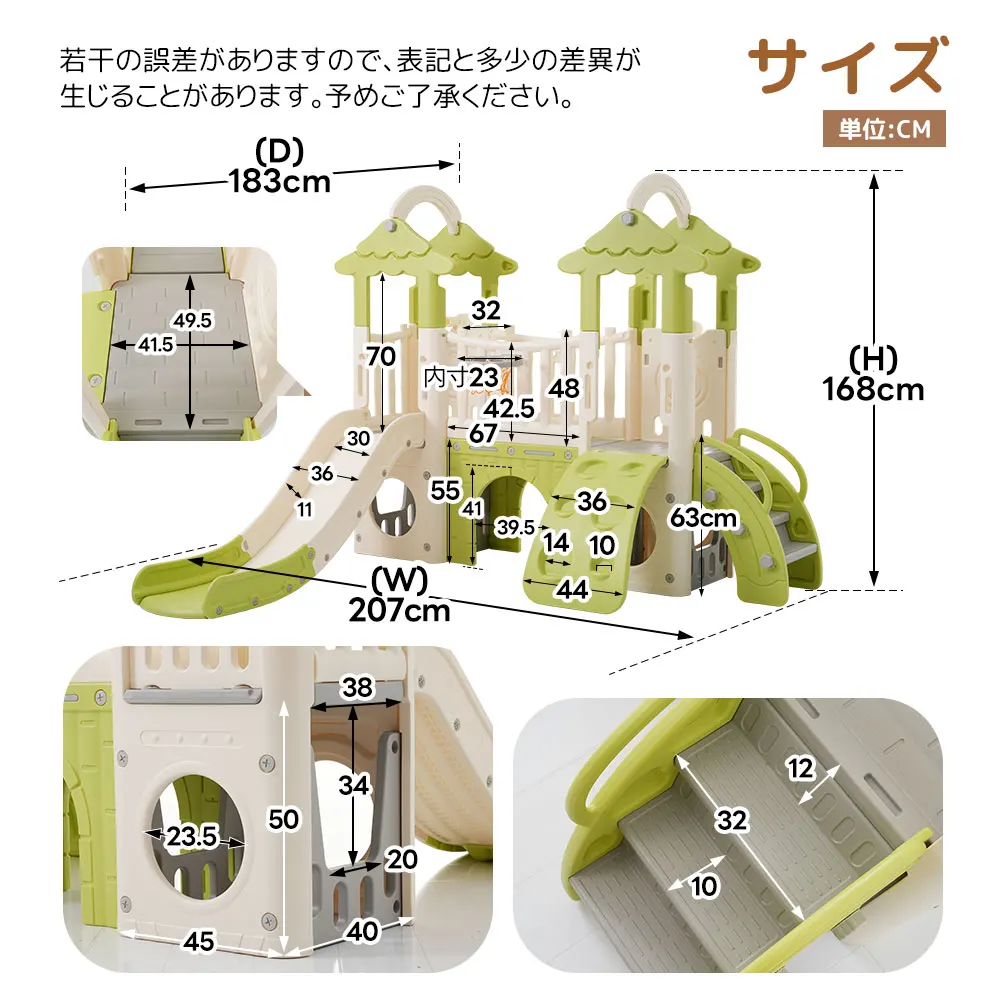 若干の誤差がありますので、表記と多少の差異が
生じることがあります。予めご了承ください。
サイズ
単位:CM
(D)
183cm
(H)
168cm
(W)
207cm
49.5
41.5
32
70
内寸23
48
42.5
67
30
36
11
55
41
39.5
36
14
10
44
63cm
38
34
50
23.5
20
45
40
12
32
10